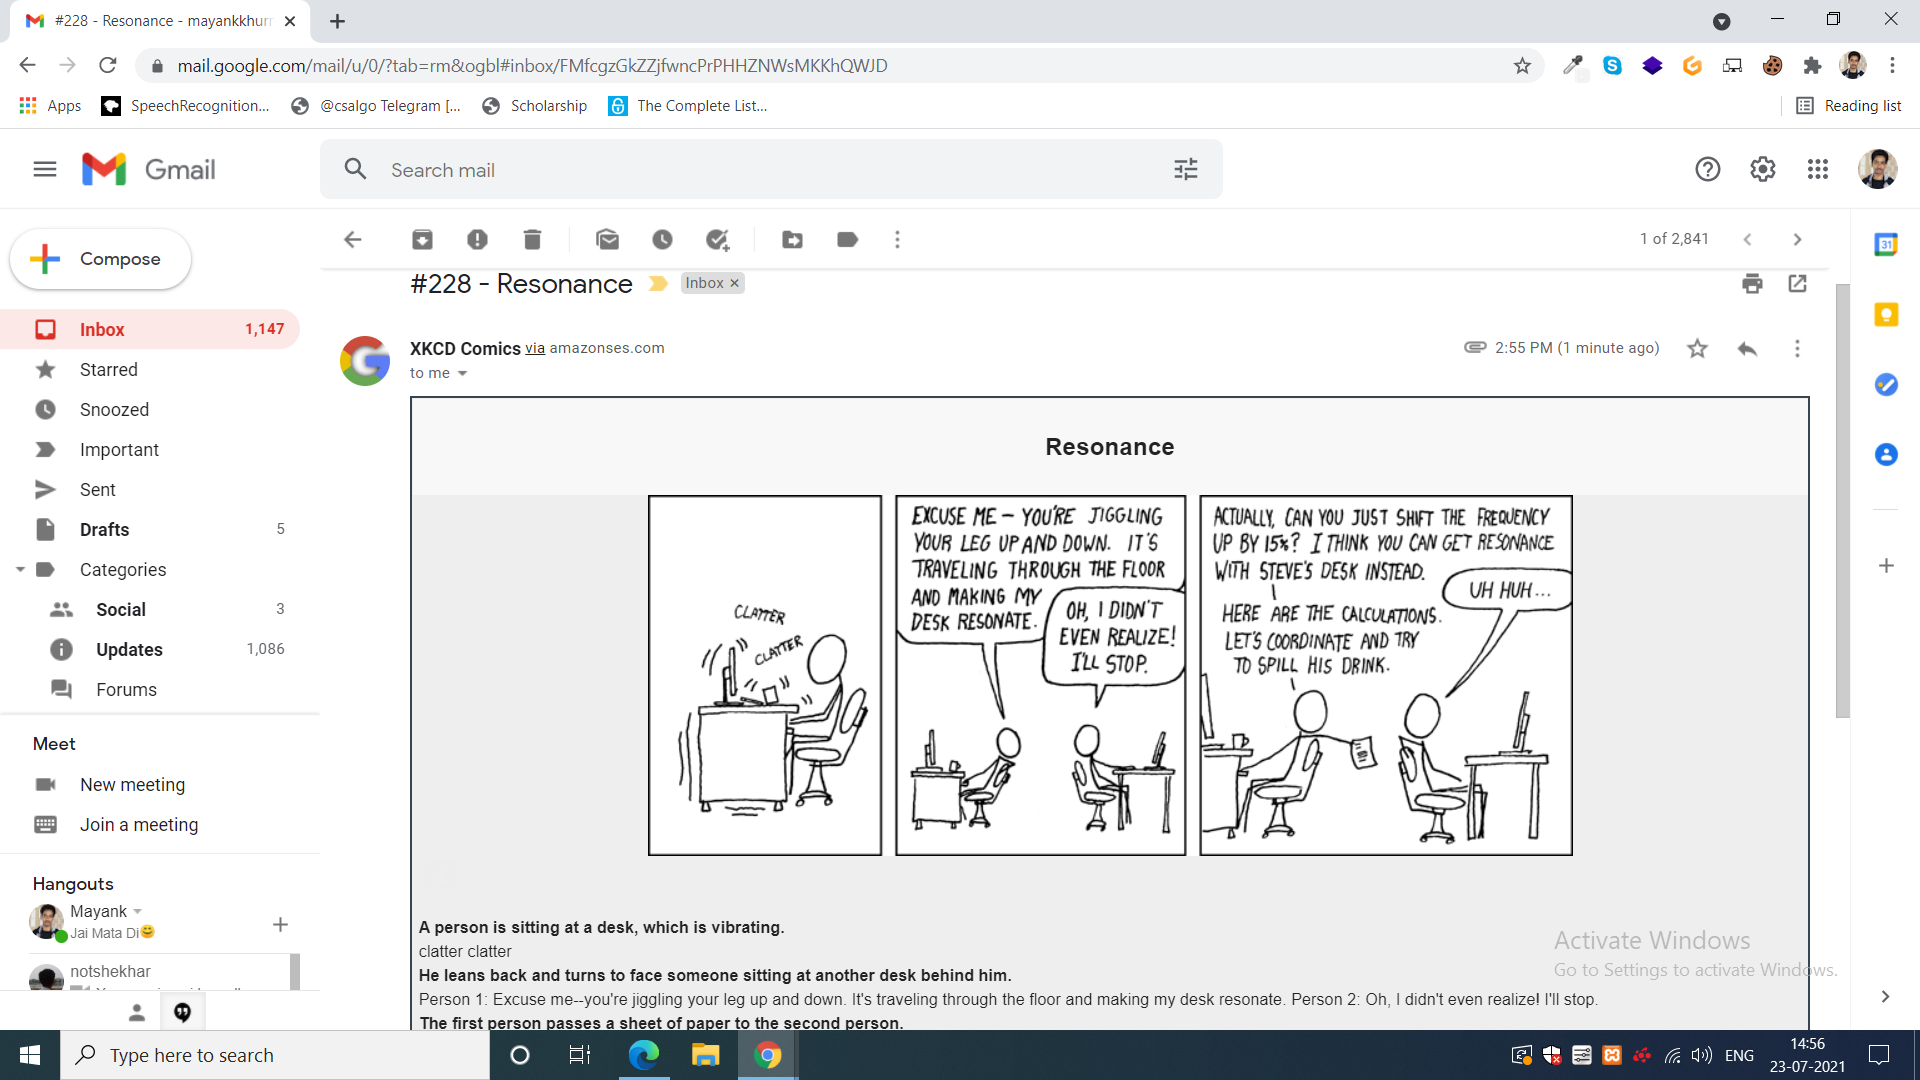 #228 - Resonance - mayankkhurr
mail.google.com/mail/u/0/?tab=rm&ogbl#inbox/FMfcgzGkZZjfwncPrPHHZNWsMKKhQWJD
Apps
SpeechRecognition...
@csalgo Telegram [...
Scholarship
The Complete List...
Reading list
Gmail
Search mail
Compose
1 of 2,841
#228 - Resonance
Inbox ×
Inbox 1,147
Starred
Snoozed
Important
Sent
Drafts 5
Categories
Social 3
Updates 1,086
Forums
Meet
New meeting
Join a meeting
Hangouts
Mayank
Jai Mata Di😊
notshekhar
XKCD Comics via amazonses.com
2:55 PM (1 minute ago)
to me
Resonance
CLATTER
CLATTER
EXCUSE ME — YOU'RE JIGGLING
YOUR LEG UP AND DOWN. IT'S
TRAVELING THROUGH THE FLOOR
AND MAKING MY
DESK RESONATE.
OH, I DIDN'T
EVEN REALIZE!
I'LL STOP.
ACTUALLY, CAN YOU JUST SHIFT THE FREQUENCY
UP BY 15%? I THINK YOU CAN GET RESONANCE
WITH STEVE'S DESK INSTEAD.
UH HUH...
HERE ARE THE CALCULATIONS.
LET'S COORDINATE AND TRY
TO SPILL HIS DRINK.
A person is sitting at a desk, which is vibrating.
clatter clatter
He leans back and turns to face someone sitting at another desk behind him.
Person 1: Excuse me--you're jiggling your leg up and down. It's traveling through the floor and making my desk resonate. Person 2: Oh, I didn't even realize! I'll stop.
The first person passes a sheet of paper to the second person.
Activate Windows
Go to Settings to activate Windows.
Type here to search
ENG
14:56
23-07-2021